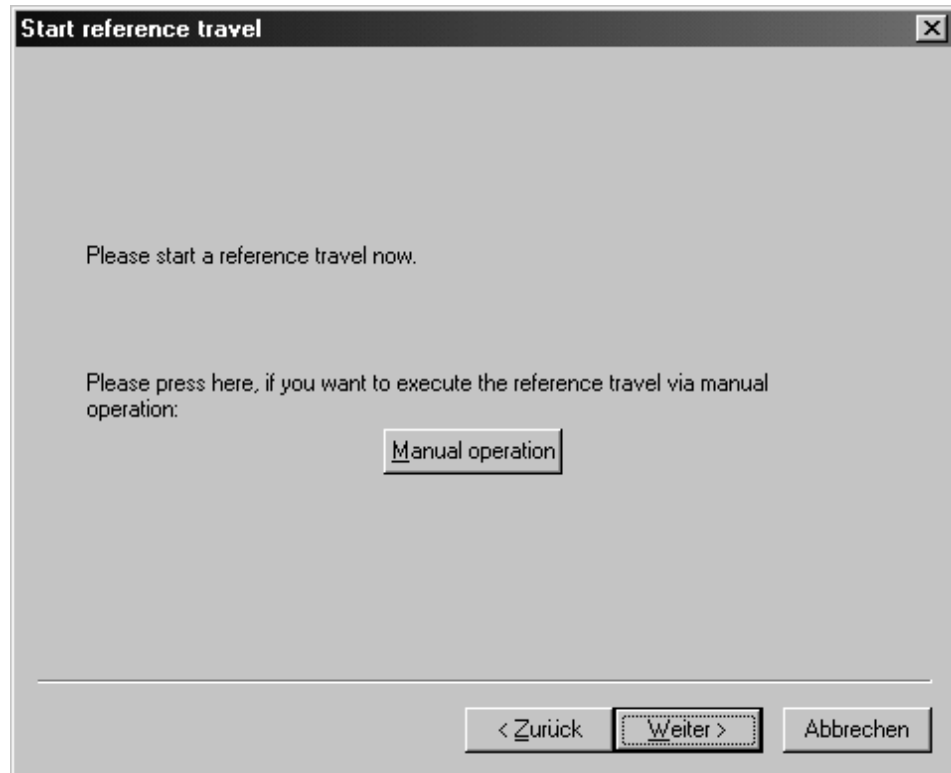 Start reference travel
Please start a reference travel now.
Please press here, if you want to execute the reference travel via manual
operation:
Manual operation
< Zurück
Weiter >
Abbrechen